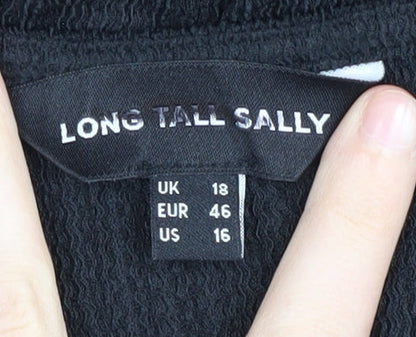 LONG TALL SALLY
UK 18
EUR 46
US 16